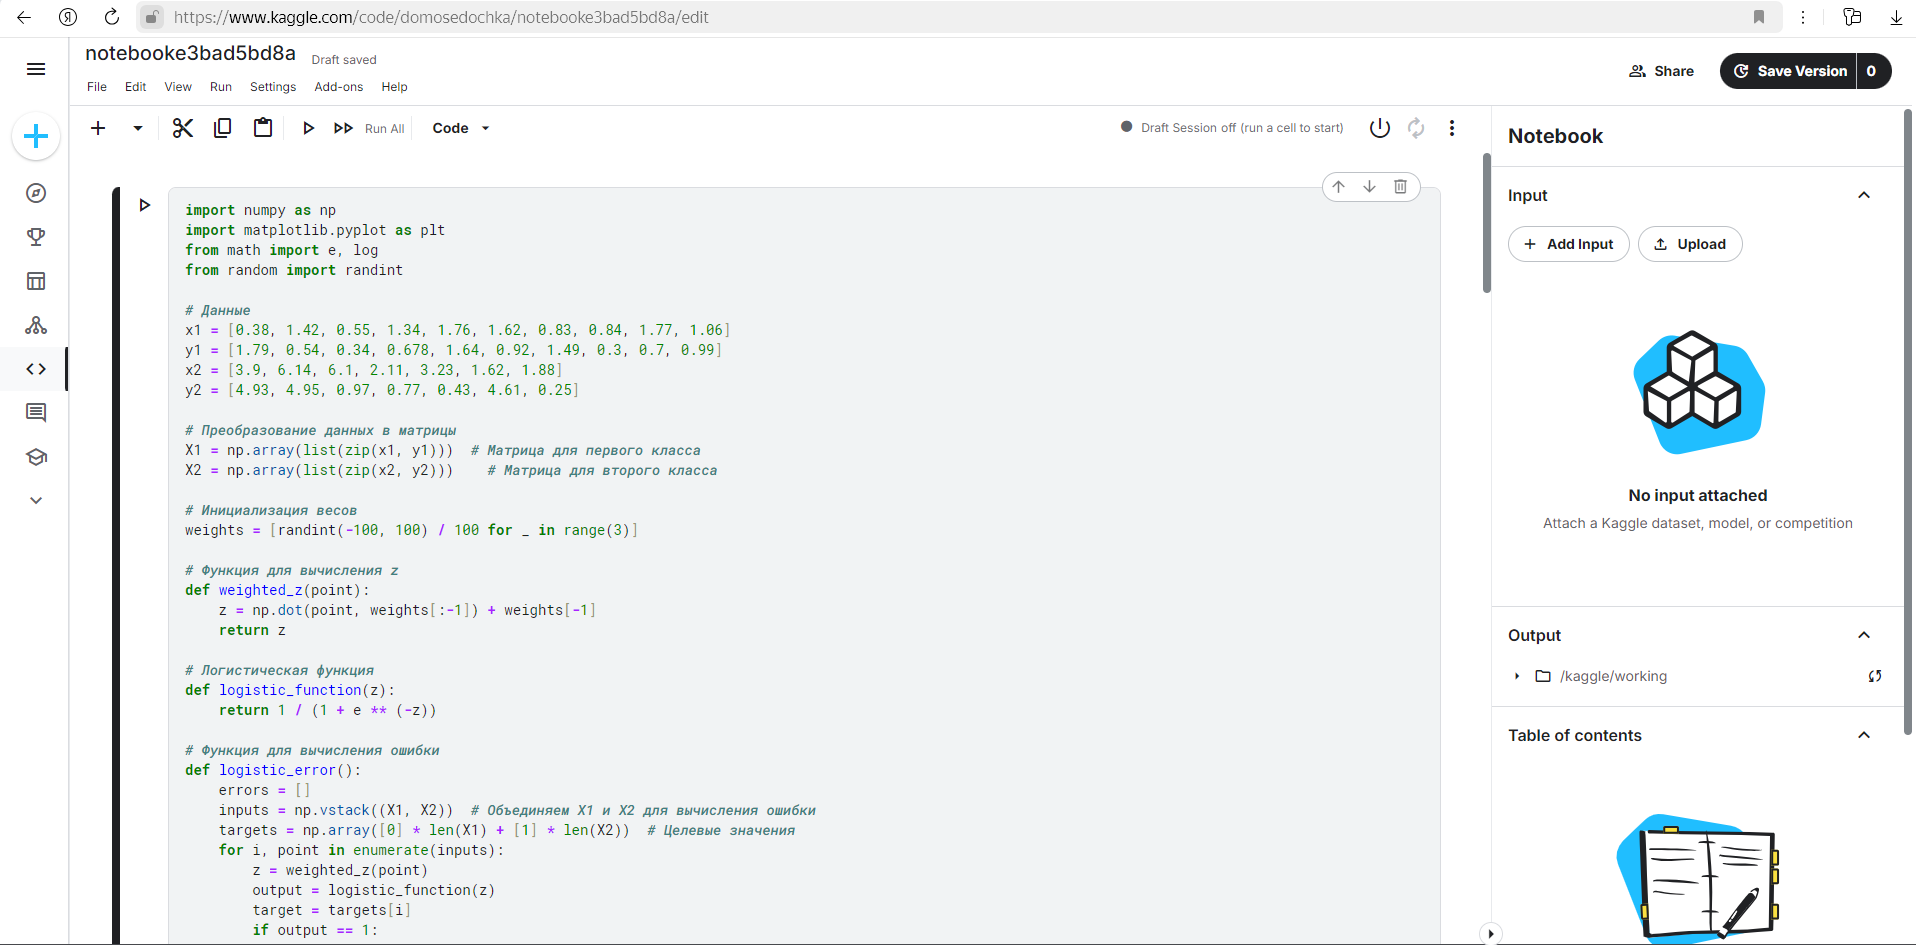 https://www.kaggle.com/code/domosedochka/notebooke3bad5bd8a/edit
notebooke3bad5bd8a Draft saved
File Edit View Run Settings Add-ons Help
Share
Save Version 0
Run All Code
Draft Session off (run a cell to start)
import numpy as np
import matplotlib.pyplot as plt
from math import e, log
from random import randint
# Данные
x1 = [0.38, 1.42, 0.55, 1.34, 1.76, 1.62, 0.83, 0.84, 1.77, 1.06]
y1 = [1.79, 0.54, 0.34, 0.678, 1.64, 0.92, 1.49, 0.3, 0.7, 0.99]
x2 = [3.9, 6.14, 6.1, 2.11, 3.23, 1.62, 1.88]
y2 = [4.93, 4.95, 0.97, 0.77, 0.43, 4.61, 0.25]
# Преобразование данных в матрицы
X1 = np.array(list(zip(x1, y1)))  # Матрица для первого класса
X2 = np.array(list(zip(x2, y2)))    # Матрица для второго класса
# Инициализация весов
weights = [randint(-100, 100) / 100 for _ in range(3)]
# Функция для вычисления z
def weighted_z(point):
    z = np.dot(point, weights[:-1]) + weights[-1]
    return z
# Логистическая функция
def logistic_function(z):
    return 1 / (1 + e ** (-z))
# Функция для вычисления ошибки
def logistic_error():
    errors = []
    inputs = np.vstack((X1, X2))  # Объединяем X1 и X2 для вычисления ошибки
    targets = np.array([0] * len(X1) + [1] * len(X2))  # Целевые значения
    for i, point in enumerate(inputs):
        z = weighted_z(point)
        output = logistic_function(z)
        target = targets[i]
        if output == 1:
Notebook
Input
Add Input Upload
No input attached
Attach a Kaggle dataset, model, or competition
Output
/kaggle/working
Table of contents